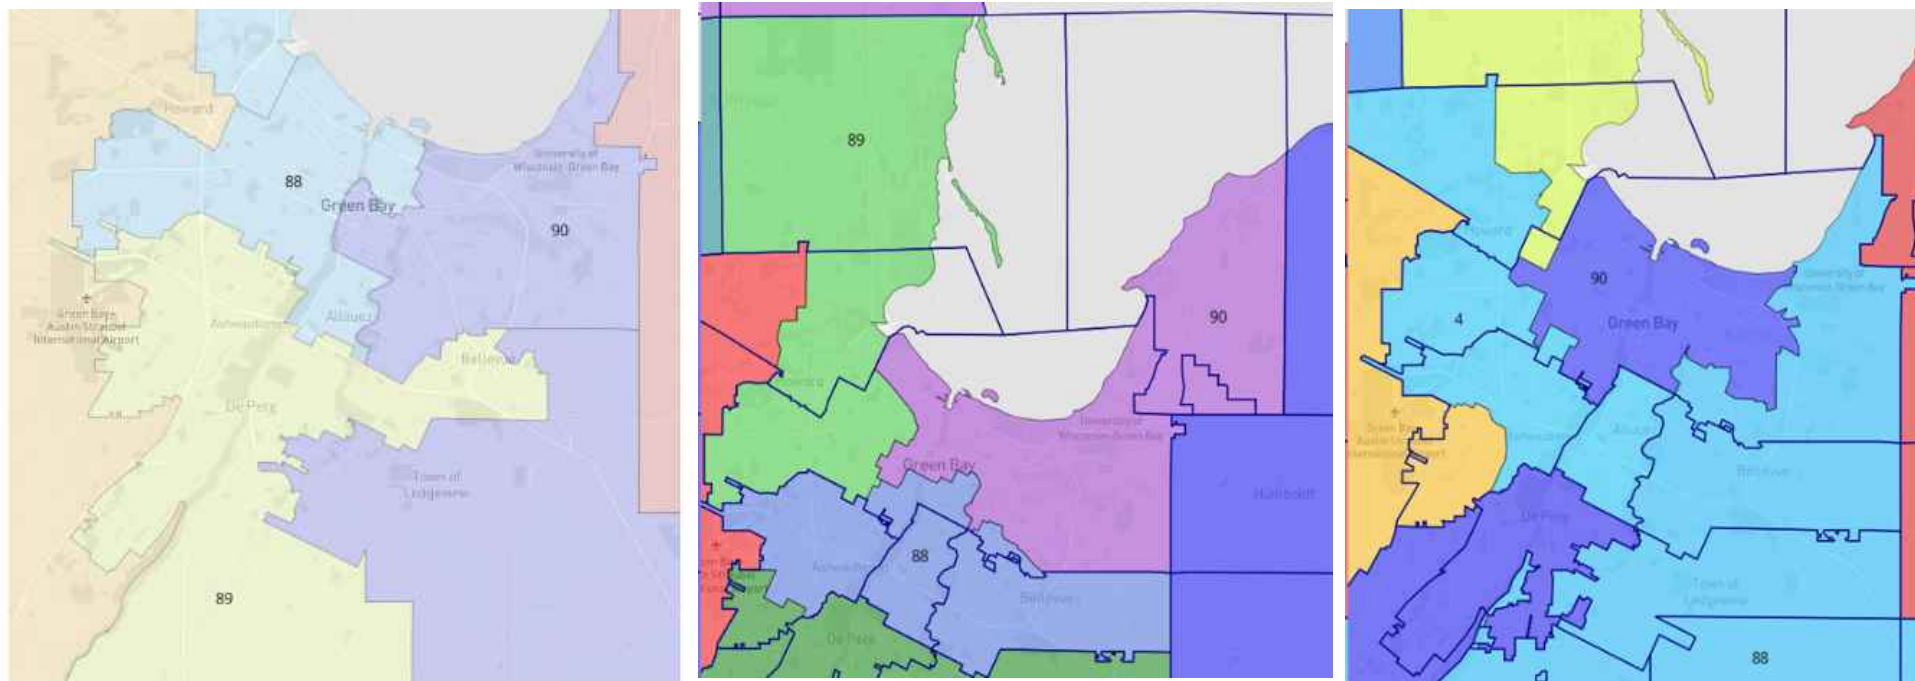 Howard
88
University of
Wisconsin-Green Bay
Green Bay
90
Green Bay-
Austin Straubel
International Airport
Ashwaubenon
Allouez
Bellevue
De Pere
Town of
Ledgeview
89
89
90
Howard
University of
Wisconsin-Green Bay
Green Bay
Humboldt
88
Bellevue
De Pere
Howard
90
4
Green Bay
University of
Wisconsin-Green Bay
Allouez
Bellevue
De Pere
Town of
Ledgeview
88